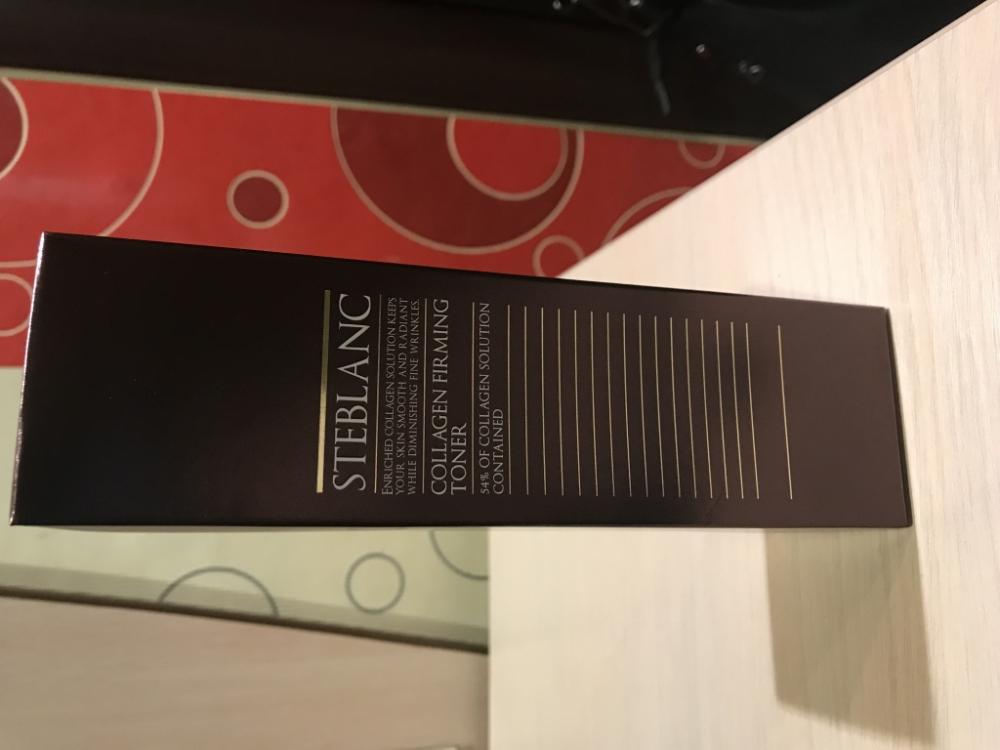 STEBLANC
ENRICHED COLLAGEN SOLUTION KEEPS
YOUR SKIN SMOOTH AND RADIANT
WHILE DIMINISHING FINE WRINKLES.
COLLAGEN FIRMING
TONER
54% OF COLLAGEN SOLUTION
CONTAINED